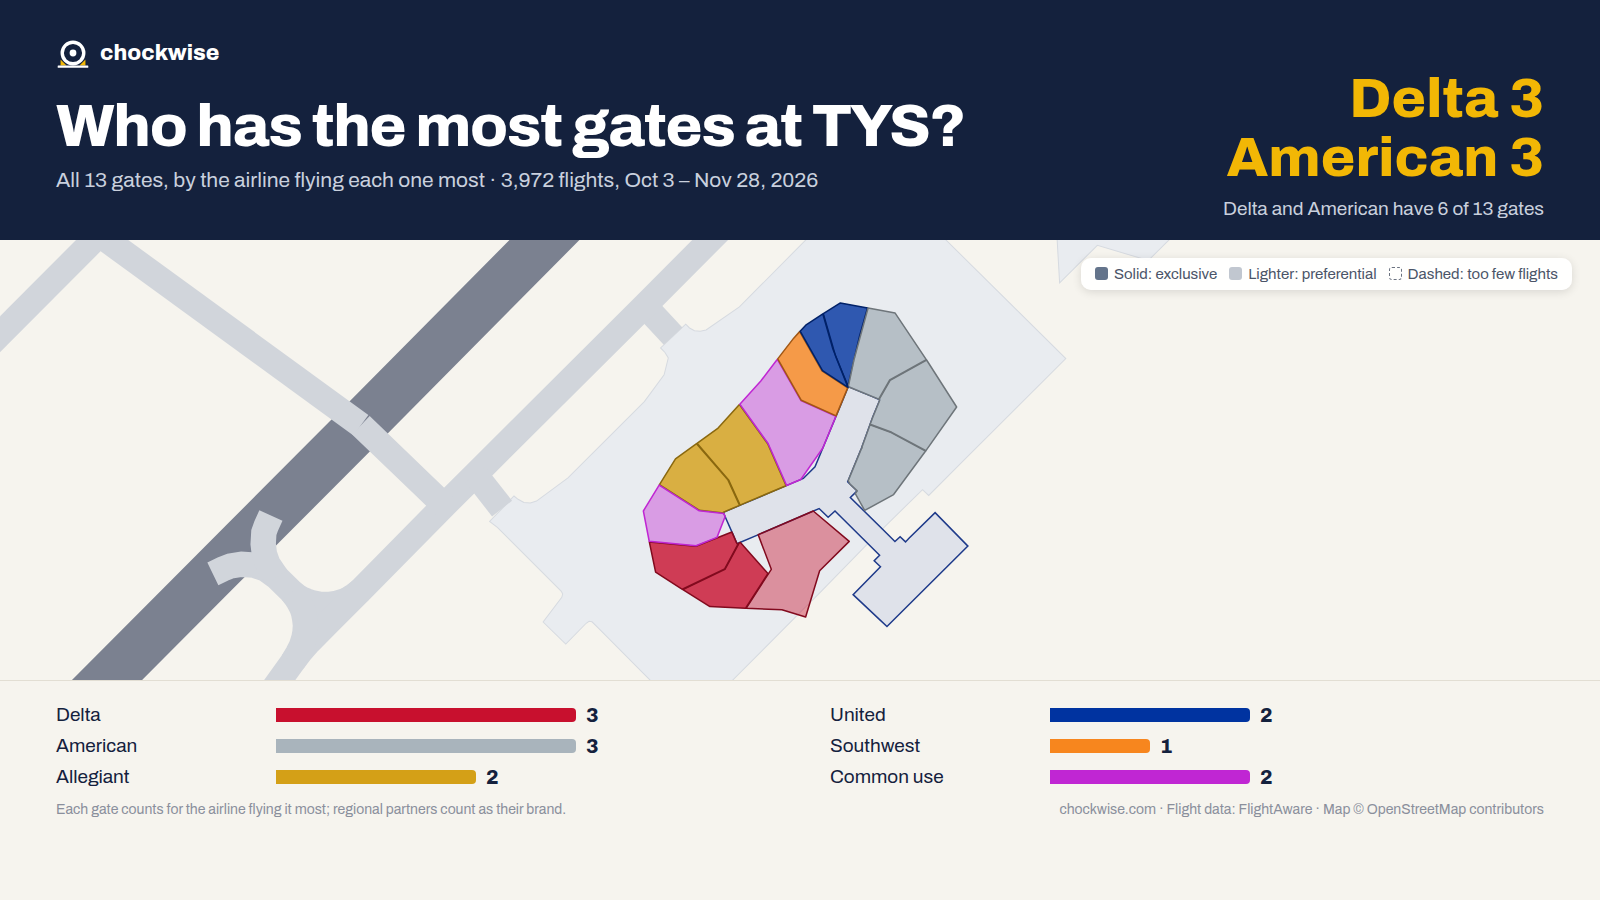 chockwise
Who has the most gates at TYS?
All 13 gates, by the airline flying each one most · 3,972 flights, Oct 3 – Nov 28, 2026
Delta 3
American 3
Delta and American have 6 of 13 gates
Solid: exclusive Lighter: preferential Dashed: too few flights
Delta 3
American 3
Allegiant 2
United 2
Southwest 1
Common use 2
Each gate counts for the airline flying it most; regional partners count as their brand.
chockwise.com · Flight data: FlightAware · Map © OpenStreetMap contributors